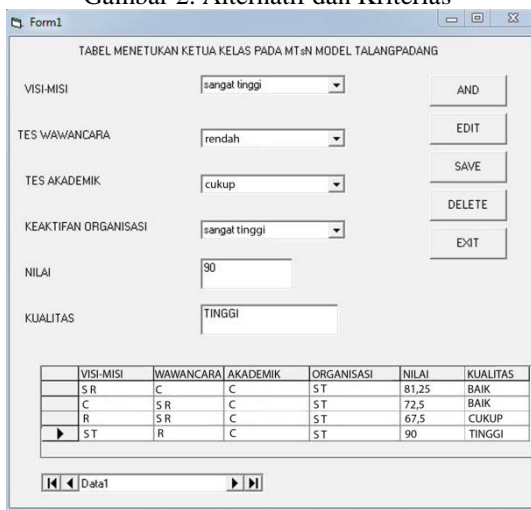 Gambar 2. Alternatif dan Kriterias
Form1
TABEL MENETUKAN KETUA KELAS PADA MTsN MODEL TALANGPADANG
VISI-MISI sangat tinggi AND
TES WAWANCARA rendah EDIT
TES AKADEMIK cukup SAVE
DELETE
KEAKTIFAN ORGANISASI sangat tinggi
EXIT
NILAI 90
KUALITAS TINGGI
VISI-MISI WAWANCARA AKADEMIK ORGANISASI NILAI KUALITAS
S R C C S T 81,25 BAIK
C S R C S T 72,5 BAIK
R S R C S T 67,5 CUKUP
S T R C S T 90 TINGGI
Data1